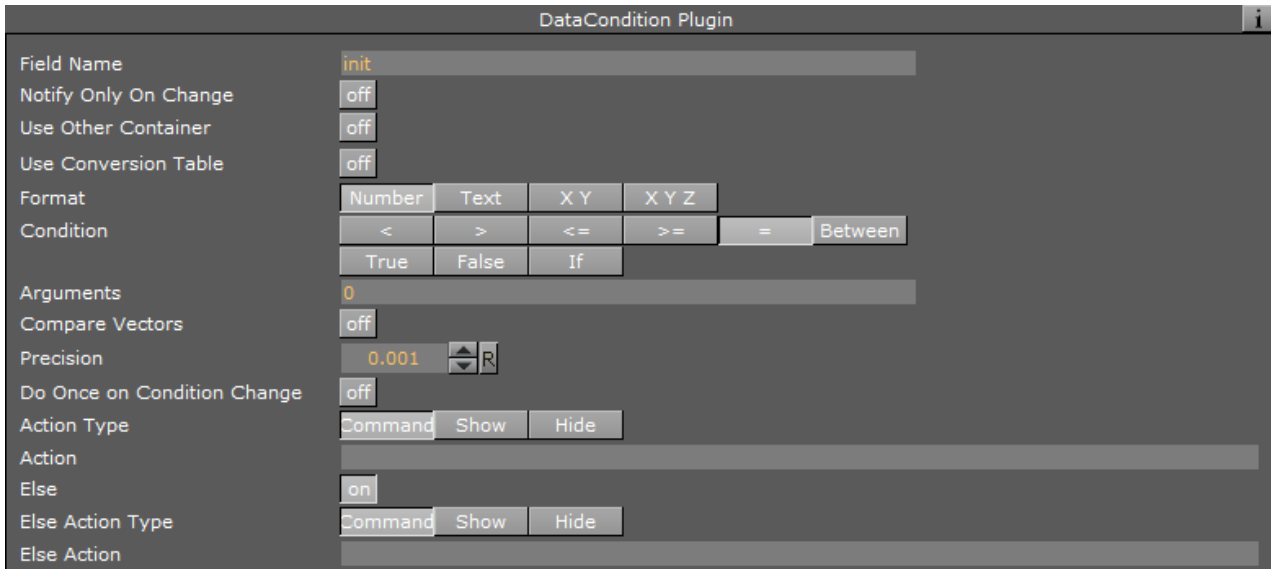 DataCondition Plugin i
Field Name init
Notify Only On Change off
Use Other Container off
Use Conversion Table off
Format Number Text X Y X Y Z
Condition < > <= >= = Between
True False If
Arguments 0
Compare Vectors off
Precision 0.001 R
Do Once on Condition Change off
Action Type Command Show Hide
Action
Else on
Else Action Type Command Show Hide
Else Action